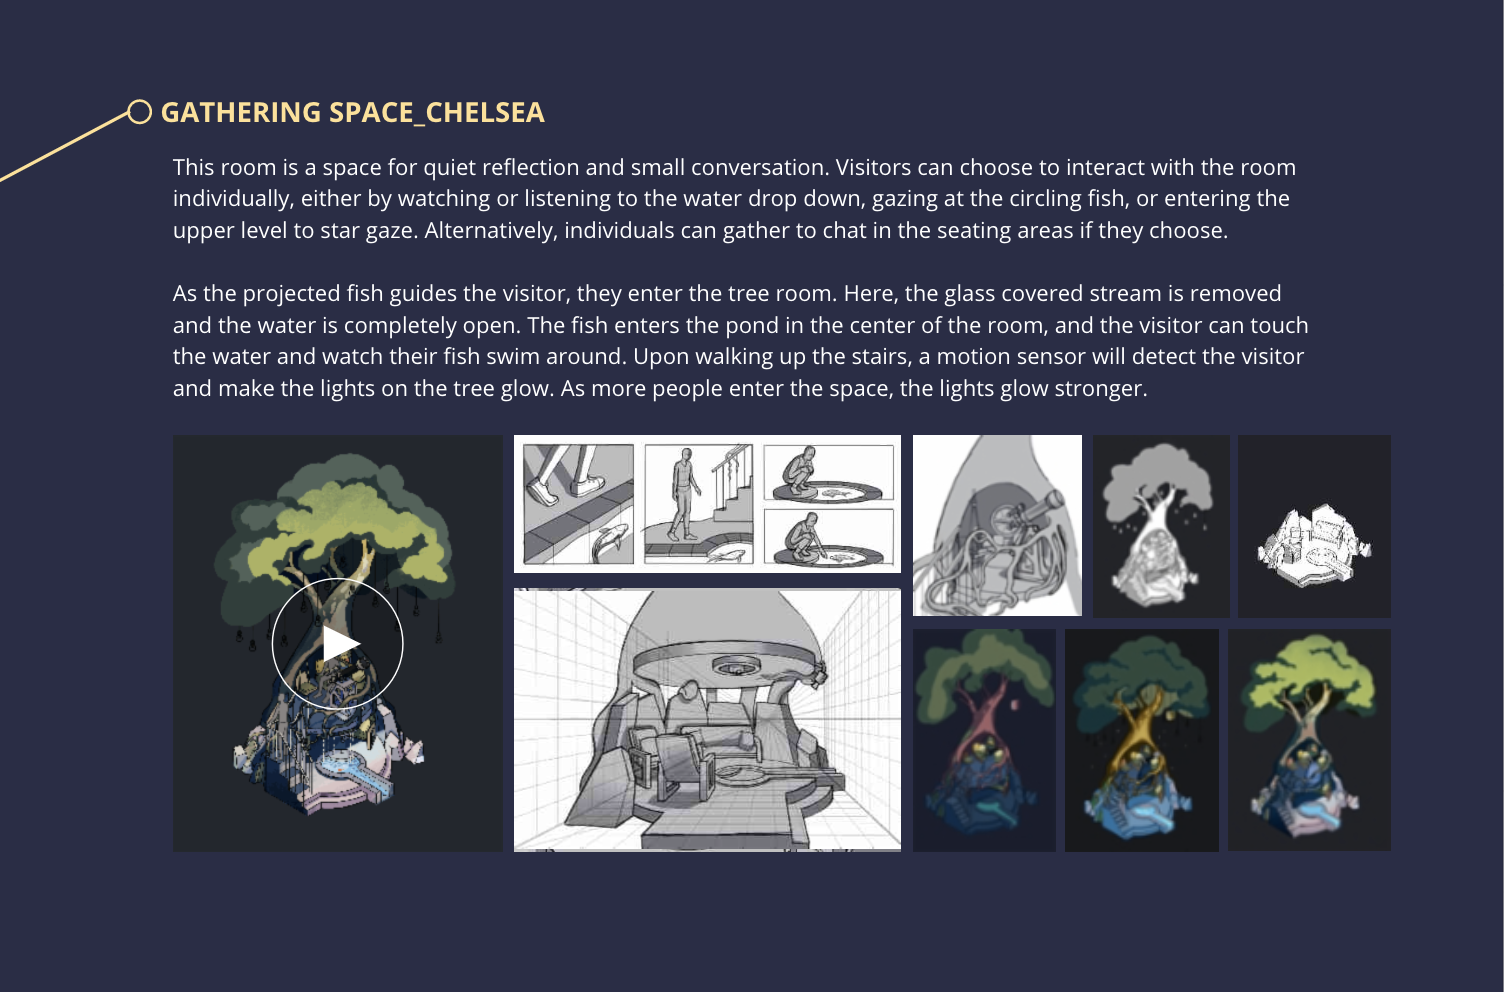 GATHERING SPACE_CHELSEA
This room is a space for quiet reflection and small conversation. Visitors can choose to interact with the room
individually, either by watching or listening to the water drop down, gazing at the circling fish, or entering the
upper level to star gaze. Alternatively, individuals can gather to chat in the seating areas if they choose.
As the projected fish guides the visitor, they enter the tree room. Here, the glass covered stream is removed
and the water is completely open. The fish enters the pond in the center of the room, and the visitor can touch
the water and watch their fish swim around. Upon walking up the stairs, a motion sensor will detect the visitor
and make the lights on the tree glow. As more people enter the space, the lights glow stronger.